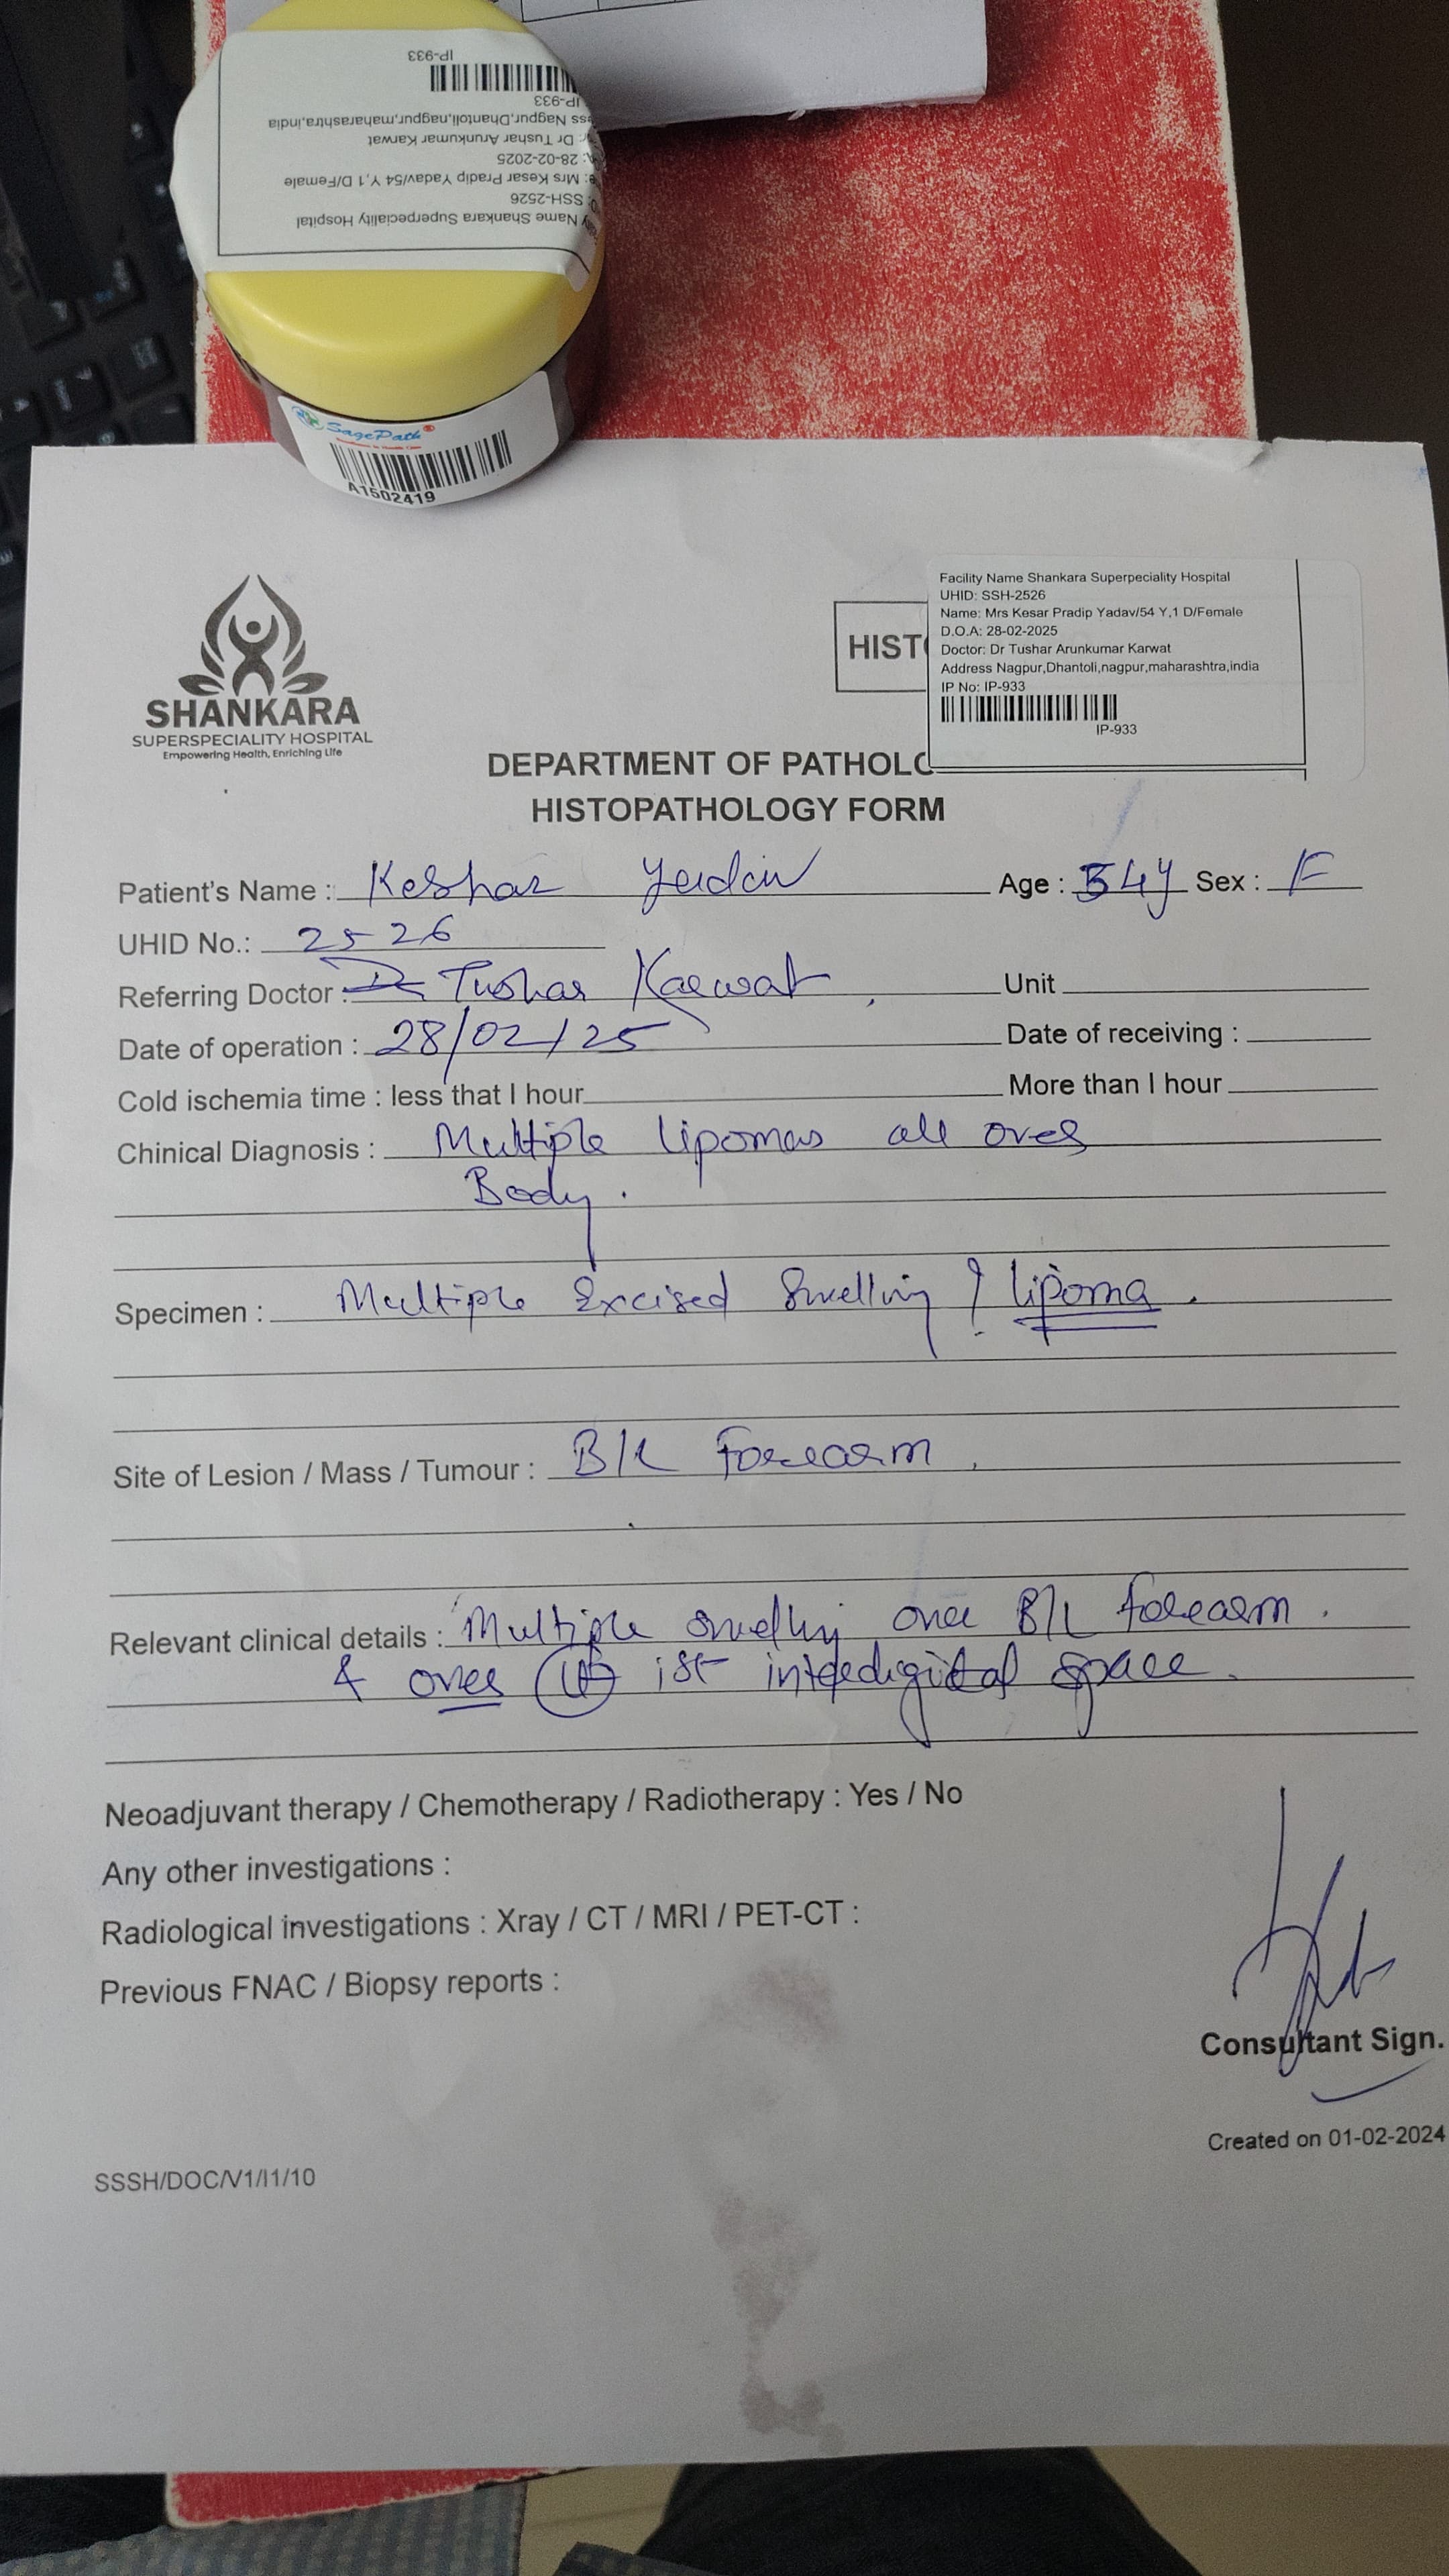 IP-933
IP-933
ss Nagpur,Dhantoli,nagpur,maharashtra,india
Dr Tushar Arunkumar Karwat
: 28-02-2025
e: Mrs Kesar Pradip Yadav/54 Y,1 D/Female
SSH-2526
Name Shankara Superpeciality Hospital
SagePath
A1502419
SHANKARA
SUPERSPECIALITY HOSPITAL
Empowering Health, Enriching Life
HIST
Facility Name Shankara Superpeciality Hospital
UHID: SSH-2526
Name: Mrs Kesar Pradip Yadav/54 Y,1 D/Female
D.O.A: 28-02-2025
Doctor: Dr Tushar Arunkumar Karwat
Address Nagpur,Dhantoli,nagpur,maharashtra,india
IP No: IP-933
IP-933
DEPARTMENT OF PATHOLO
HISTOPATHOLOGY FORM
Patient's Name : Keshar Yadav Age : 54y Sex : F
UHID No.: 2526
Referring Doctor : Dr Tushar Karwat Unit
Date of operation : 28/02/25 Date of receiving :
Cold ischemia time : less that I hour More than I hour
Chinical Diagnosis : Multiple lipomas all over
Body.
Specimen : Multiple Excised Swelling ? lipoma.
Site of Lesion / Mass / Tumour : B/L Forearm
Relevant clinical details : Multiple swelling over B/L forearm.
& over 1st interdigital space.
Neoadjuvant therapy / Chemotherapy / Radiotherapy : Yes / No
Any other investigations :
Radiological investigations : Xray / CT / MRI / PET-CT :
Previous FNAC / Biopsy reports :
Consultant Sign.
Created on 01-02-2024
SSSH/DOC/V1/I1/10